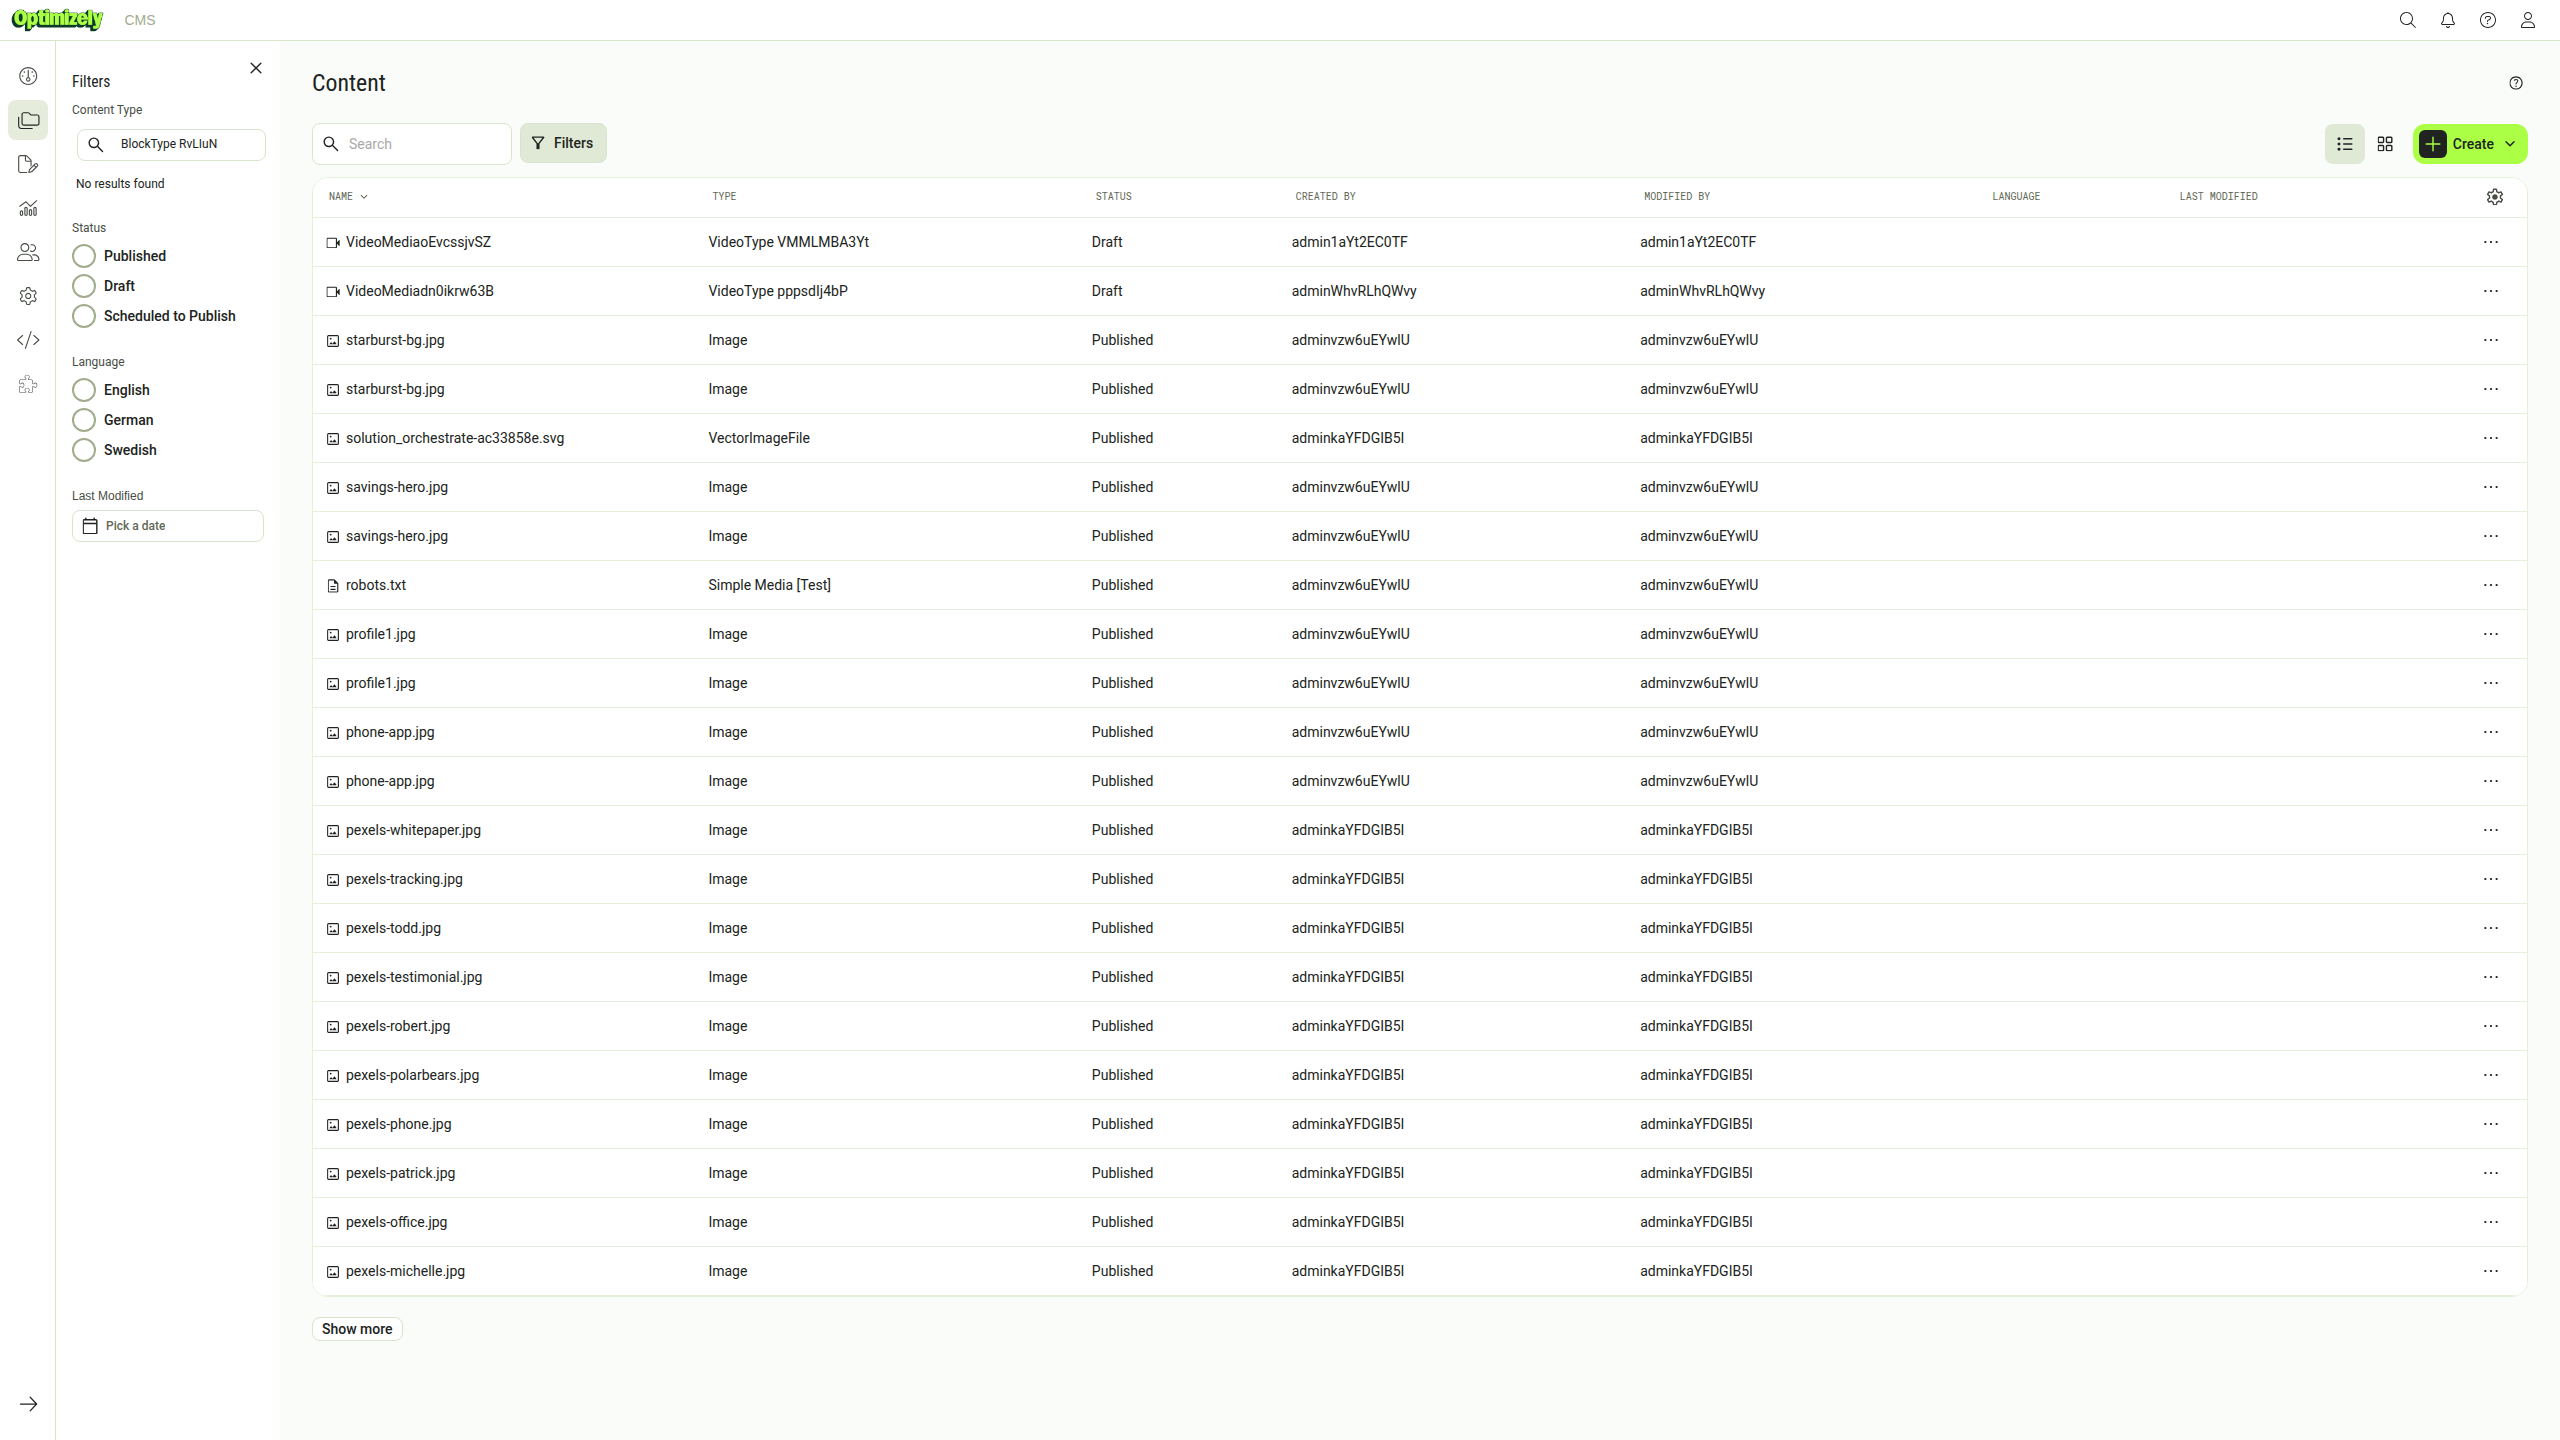 Optimizely CMS
Filters
Content Type
BlockType RvLIuN
No results found
Status
Published
Draft
Scheduled to Publish
Language
English
German
Swedish
Last Modified
Pick a date
Content
Search
Filters
Create
NAME TYPE STATUS CREATED BY MODIFIED BY LANGUAGE LAST MODIFIED
VideoMediaoEvcssjvSZ VideoType VMMLMBA3Yt Draft admin1aYt2EC0TF admin1aYt2EC0TF
VideoMediadn0ikrw63B VideoType pppsdIj4bP Draft adminWhvRLhQWvy adminWhvRLhQWvy
starburst-bg.jpg Image Published adminvzw6uEYwIU adminvzw6uEYwIU
starburst-bg.jpg Image Published adminvzw6uEYwIU adminvzw6uEYwIU
solution_orchestrate-ac33858e.svg VectorImageFile Published adminkaYFDGIB5I adminkaYFDGIB5I
savings-hero.jpg Image Published adminvzw6uEYwIU adminvzw6uEYwIU
savings-hero.jpg Image Published adminvzw6uEYwIU adminvzw6uEYwIU
robots.txt Simple Media [Test] Published adminvzw6uEYwIU adminvzw6uEYwIU
profile1.jpg Image Published adminvzw6uEYwIU adminvzw6uEYwIU
profile1.jpg Image Published adminvzw6uEYwIU adminvzw6uEYwIU
phone-app.jpg Image Published adminvzw6uEYwIU adminvzw6uEYwIU
phone-app.jpg Image Published adminvzw6uEYwIU adminvzw6uEYwIU
pexels-whitepaper.jpg Image Published adminkaYFDGIB5I adminkaYFDGIB5I
pexels-tracking.jpg Image Published adminkaYFDGIB5I adminkaYFDGIB5I
pexels-todd.jpg Image Published adminkaYFDGIB5I adminkaYFDGIB5I
pexels-testimonial.jpg Image Published adminkaYFDGIB5I adminkaYFDGIB5I
pexels-robert.jpg Image Published adminkaYFDGIB5I adminkaYFDGIB5I
pexels-polarbears.jpg Image Published adminkaYFDGIB5I adminkaYFDGIB5I
pexels-phone.jpg Image Published adminkaYFDGIB5I adminkaYFDGIB5I
pexels-patrick.jpg Image Published adminkaYFDGIB5I adminkaYFDGIB5I
pexels-office.jpg Image Published adminkaYFDGIB5I adminkaYFDGIB5I
pexels-michelle.jpg Image Published adminkaYFDGIB5I adminkaYFDGIB5I
Show more